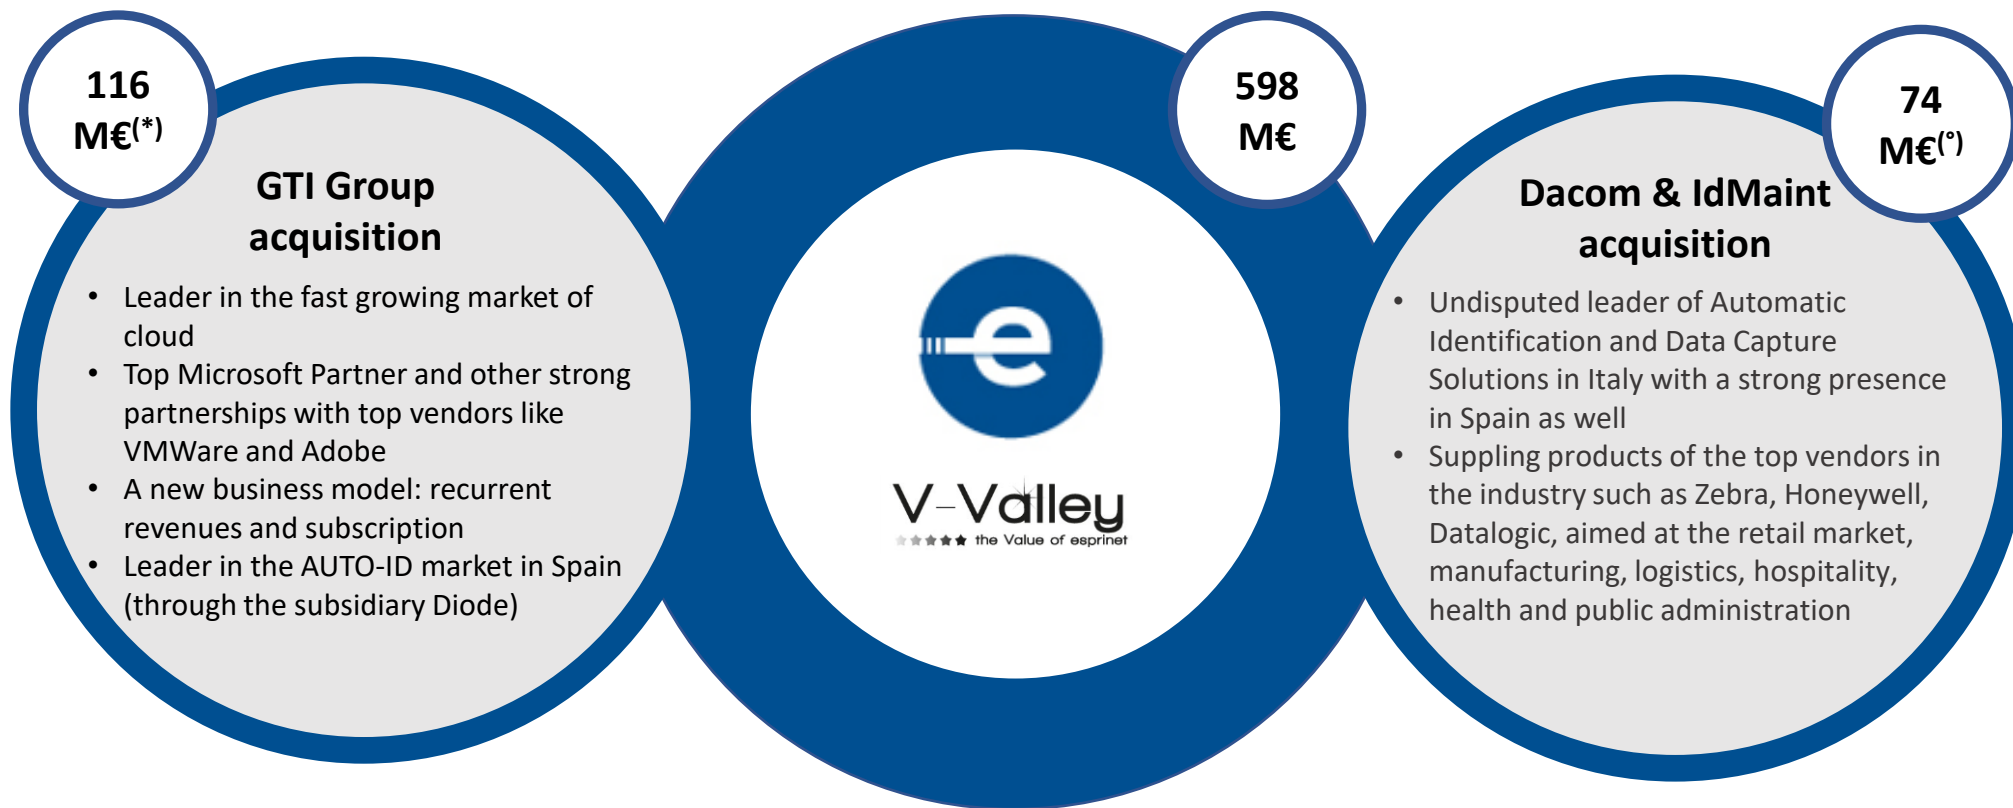 116
M€(*)
GTI Group
acquisition
• Leader in the fast growing market of
cloud
• Top Microsoft Partner and other strong
partnerships with top vendors like
VMWare and Adobe
• A new business model: recurrent
revenues and subscription
• Leader in the AUTO-ID market in Spain
(through the subsidiary Diode)
598
M€
e
V-Valley
the Value of esprinet
74
M€(°)
Dacom & IdMaint
acquisition
• Undisputed leader of Automatic
Identification and Data Capture
Solutions in Italy with a strong presence
in Spain as well
• Suppling products of the top vendors in
the industry such as Zebra, Honeywell,
Datalogic, aimed at the retail market,
manufacturing, logistics, hospitality,
health and public administration